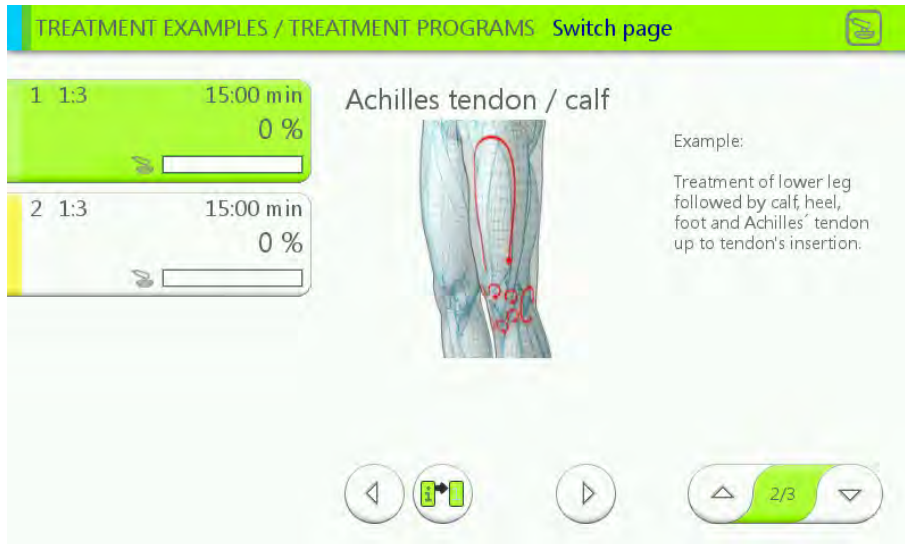 TREATMENT EXAMPLES / TREATMENT PROGRAMS Switch page
1 1:3 15:00 min
0 %
2 1:3 15:00 min
0 %
Achilles tendon / calf
Example:
Treatment of lower leg
followed by calf, heel,
foot and Achilles´ tendon
up to tendon's insertion.
i
2/3